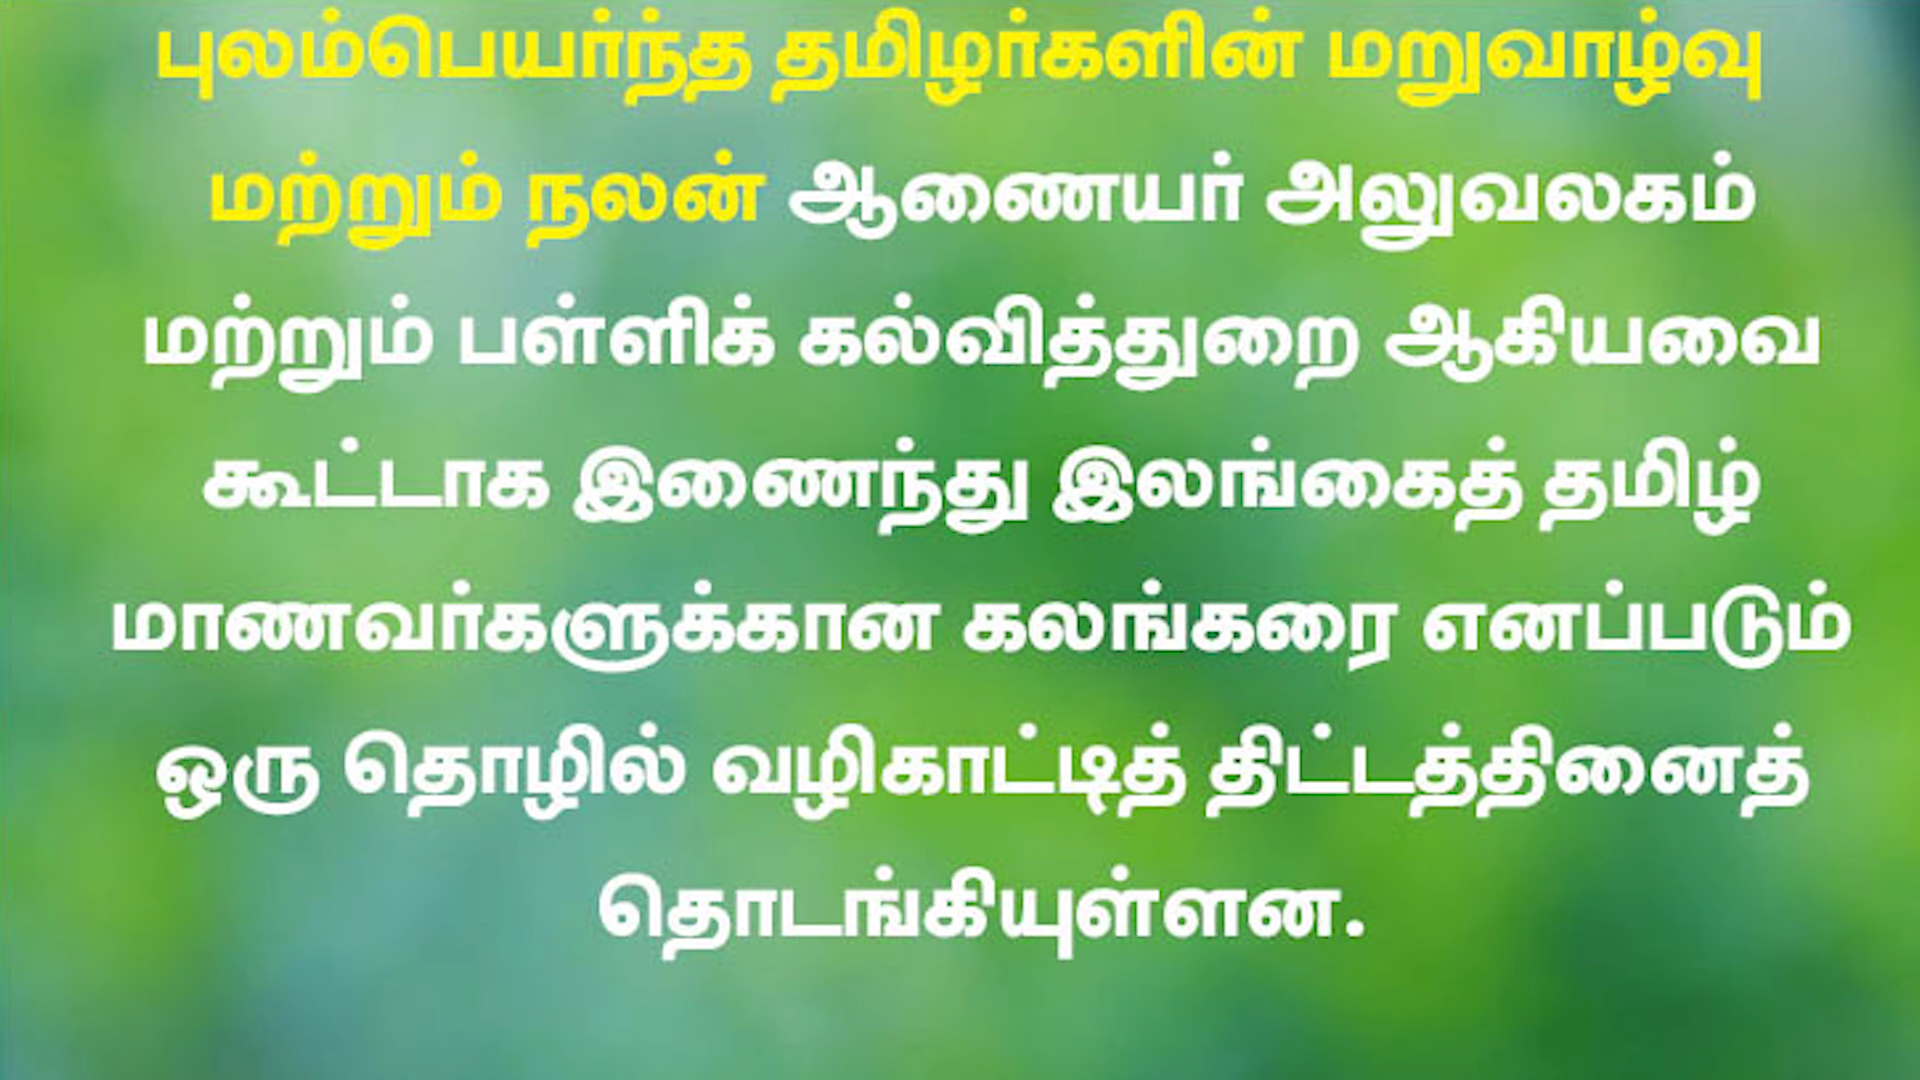 புலம்பெயர்ந்த தமிழர்களின் மறுவாழ்வு
மற்றும் நலன் ஆணையர் அலுவலகம்
மற்றும் பள்ளிக் கல்வித்துறை ஆகியவை
கூட்டாக இணைந்து இலங்கைத் தமிழ்
மாணவர்களுக்கான கலங்கரை எனப்படும்
ஒரு தொழில் வழிகாட்டித் திட்டத்தினைத்
தொடங்கியுள்ளன.